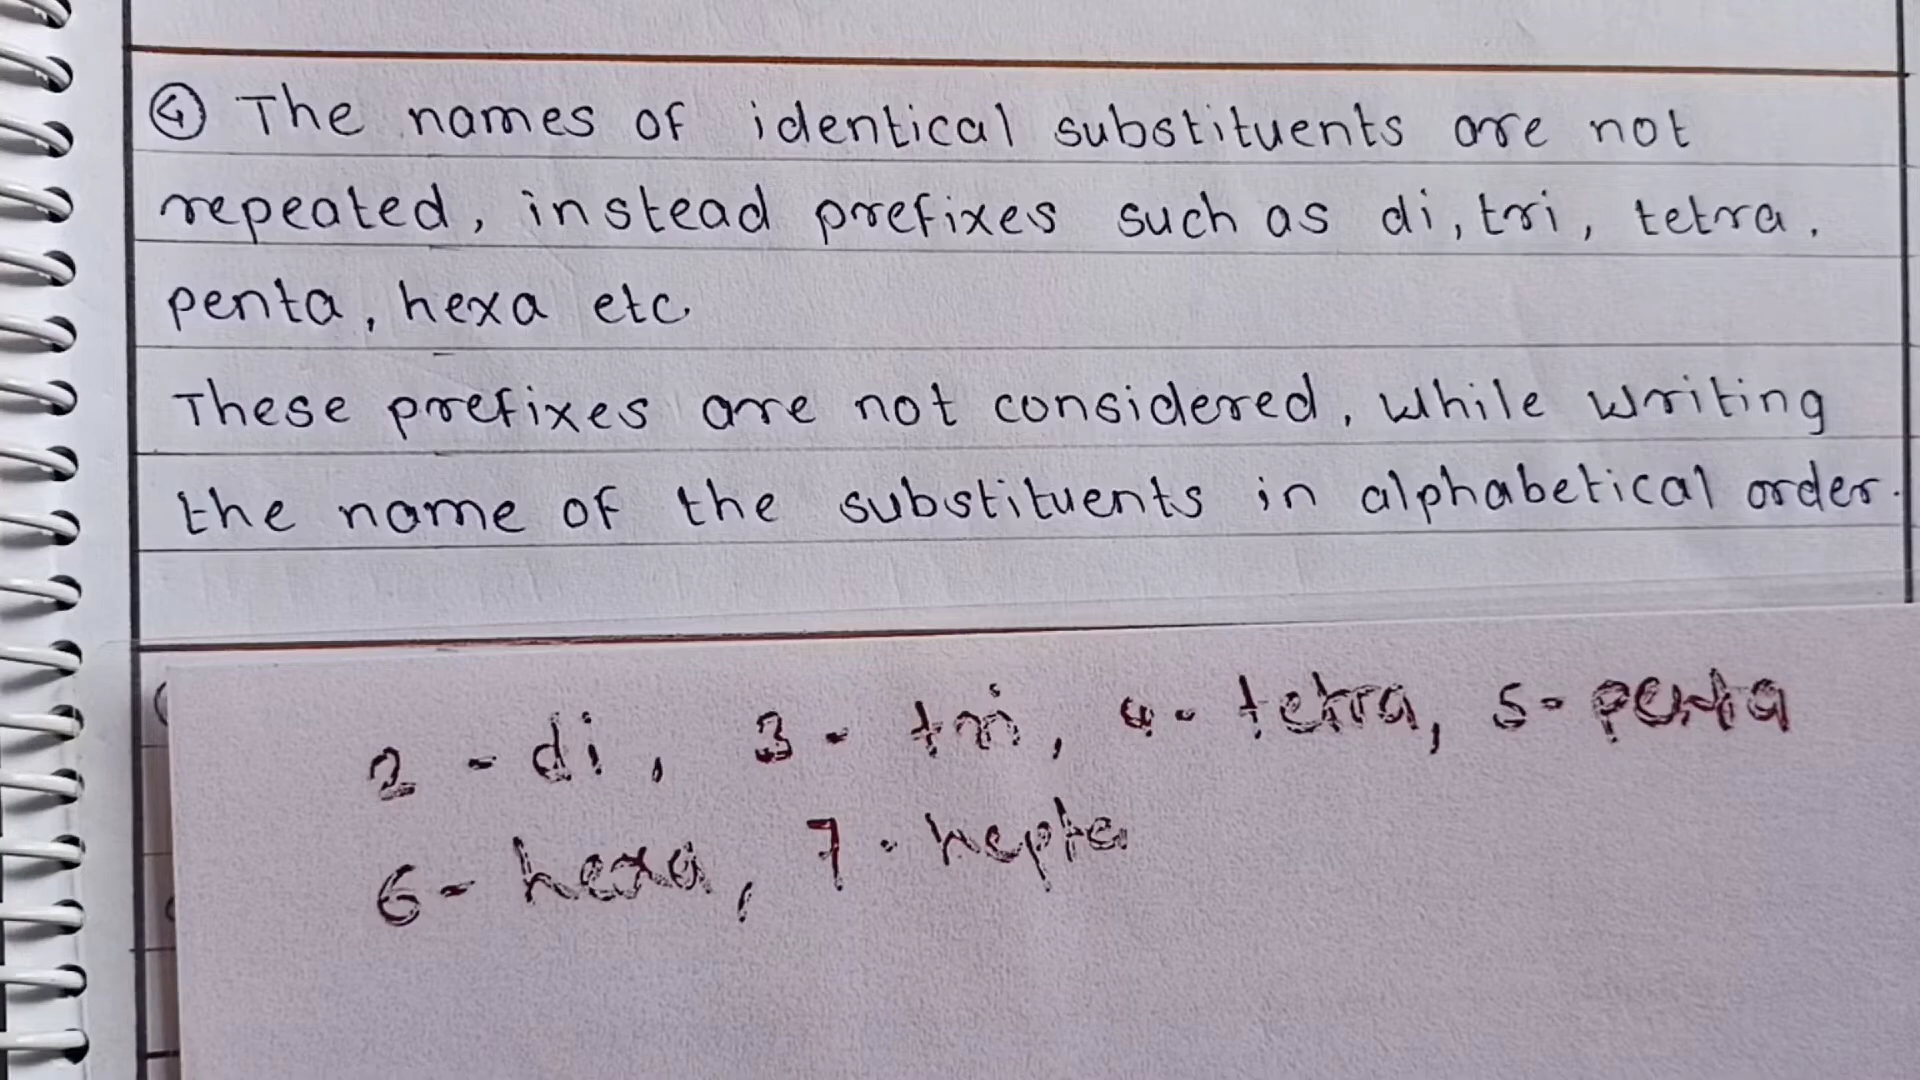 ④ The names of identical substituents are not
repeated, instead prefixes such as di, tri, tetra,
penta, hexa etc.
These prefixes are not considered, while writing
the name of the substituents in alphabetical order.
2 - di, 3 - tri, 4 - tetra, 5 - penta
6 - hexa, 7 - hepta